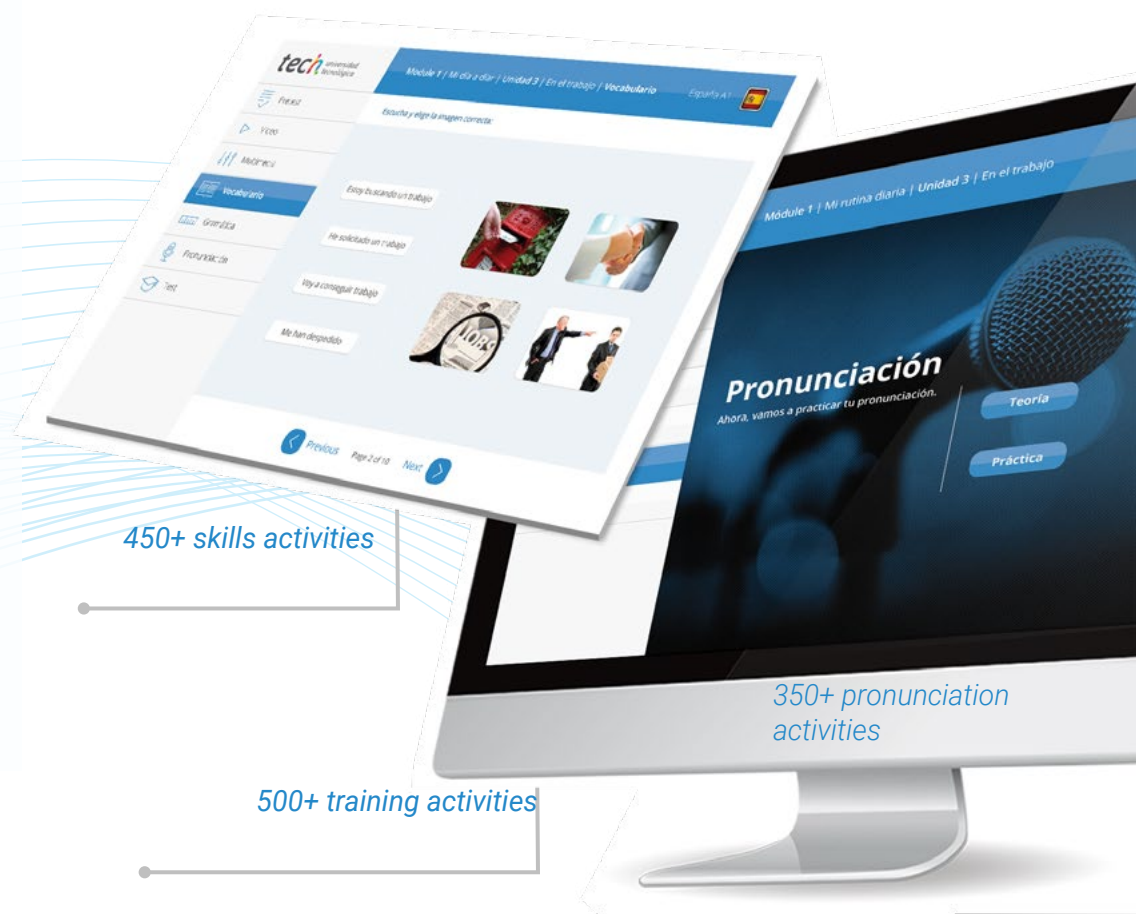 tech universidad
tecnológica
Module 1 | Mi día a díar | Unidad 3 | En el trabajo | Vocabulario
España A1
Escucha y elige la imagen correcta:
Video
Vocabulario
Gramática
Pronunciación
Test
Estoy buscando un trabajo
He solicitado un trabajo
Voy a conseguir trabajo
Me han despedido
JOBS
Previous
Page 2 of 10
Next
Módule 1 | Mi rutina diaria | Unidad 3 | En el trabajo
Pronunciación
Ahora, vamos a practicar tu pronunciación.
Teoría
Práctica
450+ skills activities
350+ pronunciation
activities
500+ training activities